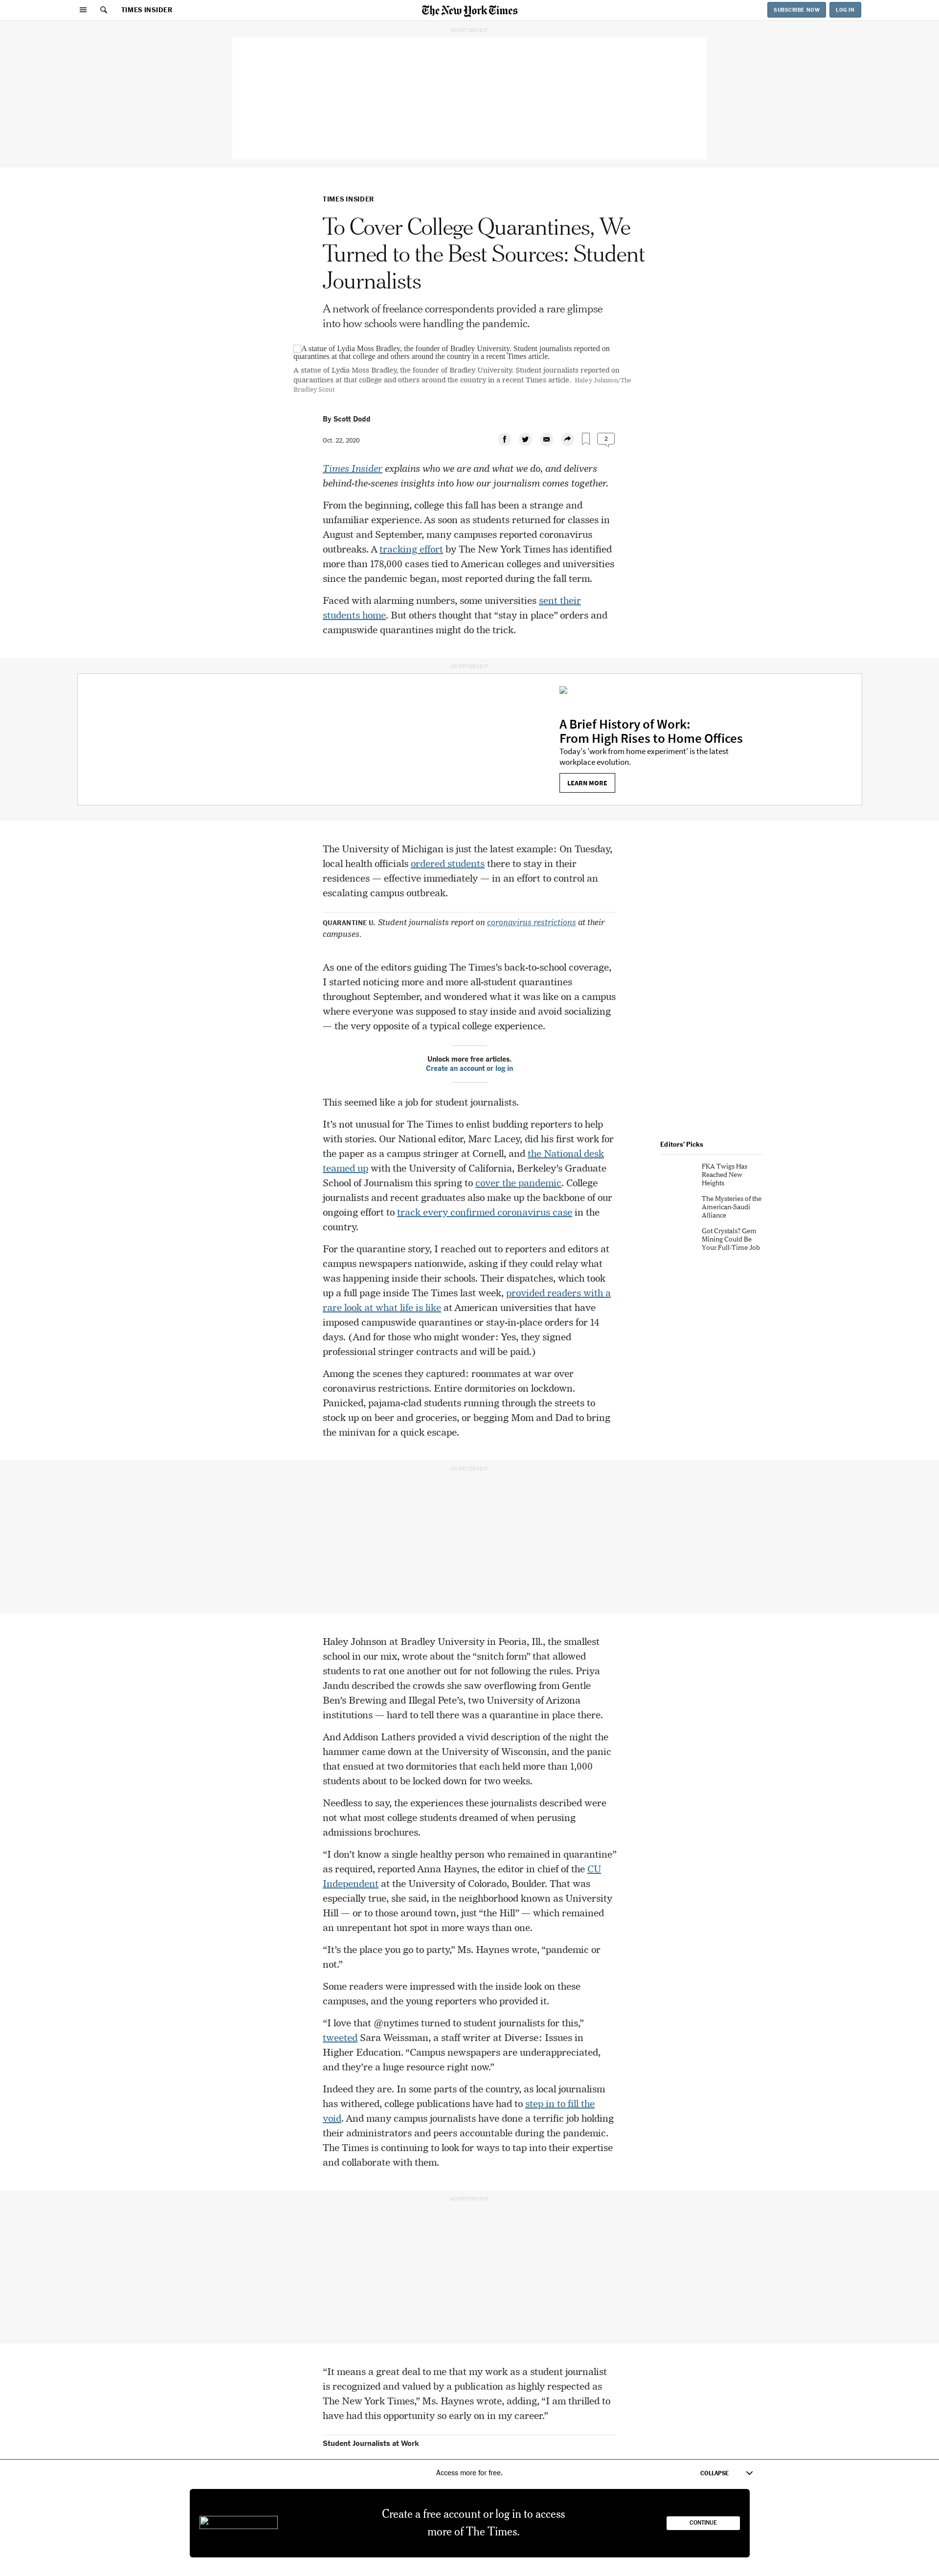 TIMES INSIDER
The New York Times
SUBSCRIBE NOW
LOG IN
ADVERTISEMENT
TIMES INSIDER
To Cover College Quarantines, We
Turned to the Best Sources: Student
Journalists
A network of freelance correspondents provided a rare glimpse
into how schools were handling the pandemic.
A statue of Lydia Moss Bradley, the founder of Bradley University. Student journalists reported on
quarantines at that college and others around the country in a recent Times article.
A statue of Lydia Moss Bradley, the founder of Bradley University. Student journalists reported on
quarantines at that college and others around the country in a recent Times article. Haley Johnson/The
Bradley Scout
By Scott Dodd
Oct. 22, 2020
2
Times Insider explains who we are and what we do, and delivers
behind-the-scenes insights into how our journalism comes together.
From the beginning, college this fall has been a strange and
unfamiliar experience. As soon as students returned for classes in
August and September, many campuses reported coronavirus
outbreaks. A tracking effort by The New York Times has identified
more than 178,000 cases tied to American colleges and universities
since the pandemic began, most reported during the fall term.
Faced with alarming numbers, some universities sent their
students home. But others thought that “stay in place” orders and
campuswide quarantines might do the trick.
ADVERTISEMENT
A Brief History of Work:
From High Rises to Home Offices
Today's 'work from home experiment' is the latest
workplace evolution.
LEARN MORE
The University of Michigan is just the latest example: On Tuesday,
local health officials ordered students there to stay in their
residences — effective immediately — in an effort to control an
escalating campus outbreak.
QUARANTINE U. Student journalists report on coronavirus restrictions at their
campuses.
As one of the editors guiding The Times’s back-to-school coverage,
I started noticing more and more all-student quarantines
throughout September, and wondered what it was like on a campus
where everyone was supposed to stay inside and avoid socializing
— the very opposite of a typical college experience.
Unlock more free articles.
Create an account or log in
This seemed like a job for student journalists.
It’s not unusual for The Times to enlist budding reporters to help
with stories. Our National editor, Marc Lacey, did his first work for
the paper as a campus stringer at Cornell, and the National desk
teamed up with the University of California, Berkeley’s Graduate
School of Journalism this spring to cover the pandemic. College
journalists and recent graduates also make up the backbone of our
ongoing effort to track every confirmed coronavirus case in the
country.
Editors’ Picks
FKA Twigs Has
Reached New
Heights
The Mysteries of the
American-Saudi
Alliance
Got Crystals? Gem
Mining Could Be
Your Full-Time Job
For the quarantine story, I reached out to reporters and editors at
campus newspapers nationwide, asking if they could relay what
was happening inside their schools. Their dispatches, which took
up a full page inside The Times last week, provided readers with a
rare look at what life is like at American universities that have
imposed campuswide quarantines or stay-in-place orders for 14
days. (And for those who might wonder: Yes, they signed
professional stringer contracts and will be paid.)
Among the scenes they captured: roommates at war over
coronavirus restrictions. Entire dormitories on lockdown.
Panicked, pajama-clad students running through the streets to
stock up on beer and groceries, or begging Mom and Dad to bring
the minivan for a quick escape.
ADVERTISEMENT
Haley Johnson at Bradley University in Peoria, Ill., the smallest
school in our mix, wrote about the “snitch form” that allowed
students to rat one another out for not following the rules. Priya
Jandu described the crowds she saw overflowing from Gentle
Ben’s Brewing and Illegal Pete’s, two University of Arizona
institutions — hard to tell there was a quarantine in place there.
And Addison Lathers provided a vivid description of the night the
hammer came down at the University of Wisconsin, and the panic
that ensued at two dormitories that each held more than 1,000
students about to be locked down for two weeks.
Needless to say, the experiences these journalists described were
not what most college students dreamed of when perusing
admissions brochures.
“I don’t know a single healthy person who remained in quarantine”
as required, reported Anna Haynes, the editor in chief of the CU
Independent at the University of Colorado, Boulder. That was
especially true, she said, in the neighborhood known as University
Hill — or to those around town, just “the Hill” — which remained
an unrepentant hot spot in more ways than one.
“It’s the place you go to party,” Ms. Haynes wrote, “pandemic or
not.”
Some readers were impressed with the inside look on these
campuses, and the young reporters who provided it.
“I love that @nytimes turned to student journalists for this,”
tweeted Sara Weissman, a staff writer at Diverse: Issues in
Higher Education. “Campus newspapers are underappreciated,
and they’re a huge resource right now.”
Indeed they are. In some parts of the country, as local journalism
has withered, college publications have had to step in to fill the
void. And many campus journalists have done a terrific job holding
their administrators and peers accountable during the pandemic.
The Times is continuing to look for ways to tap into their expertise
and collaborate with them.
ADVERTISEMENT
“It means a great deal to me that my work as a student journalist
is recognized and valued by a publication as highly respected as
The New York Times,” Ms. Haynes wrote, adding, “I am thrilled to
have had this opportunity so early on in my career.”
Student Journalists at Work
Access more for free.
COLLAPSE
Create a free account or log in to access
more of The Times.
CONTINUE